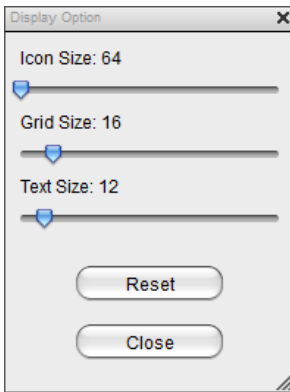 Display Option
Icon Size: 64
Grid Size: 16
Text Size: 12
Reset
Close